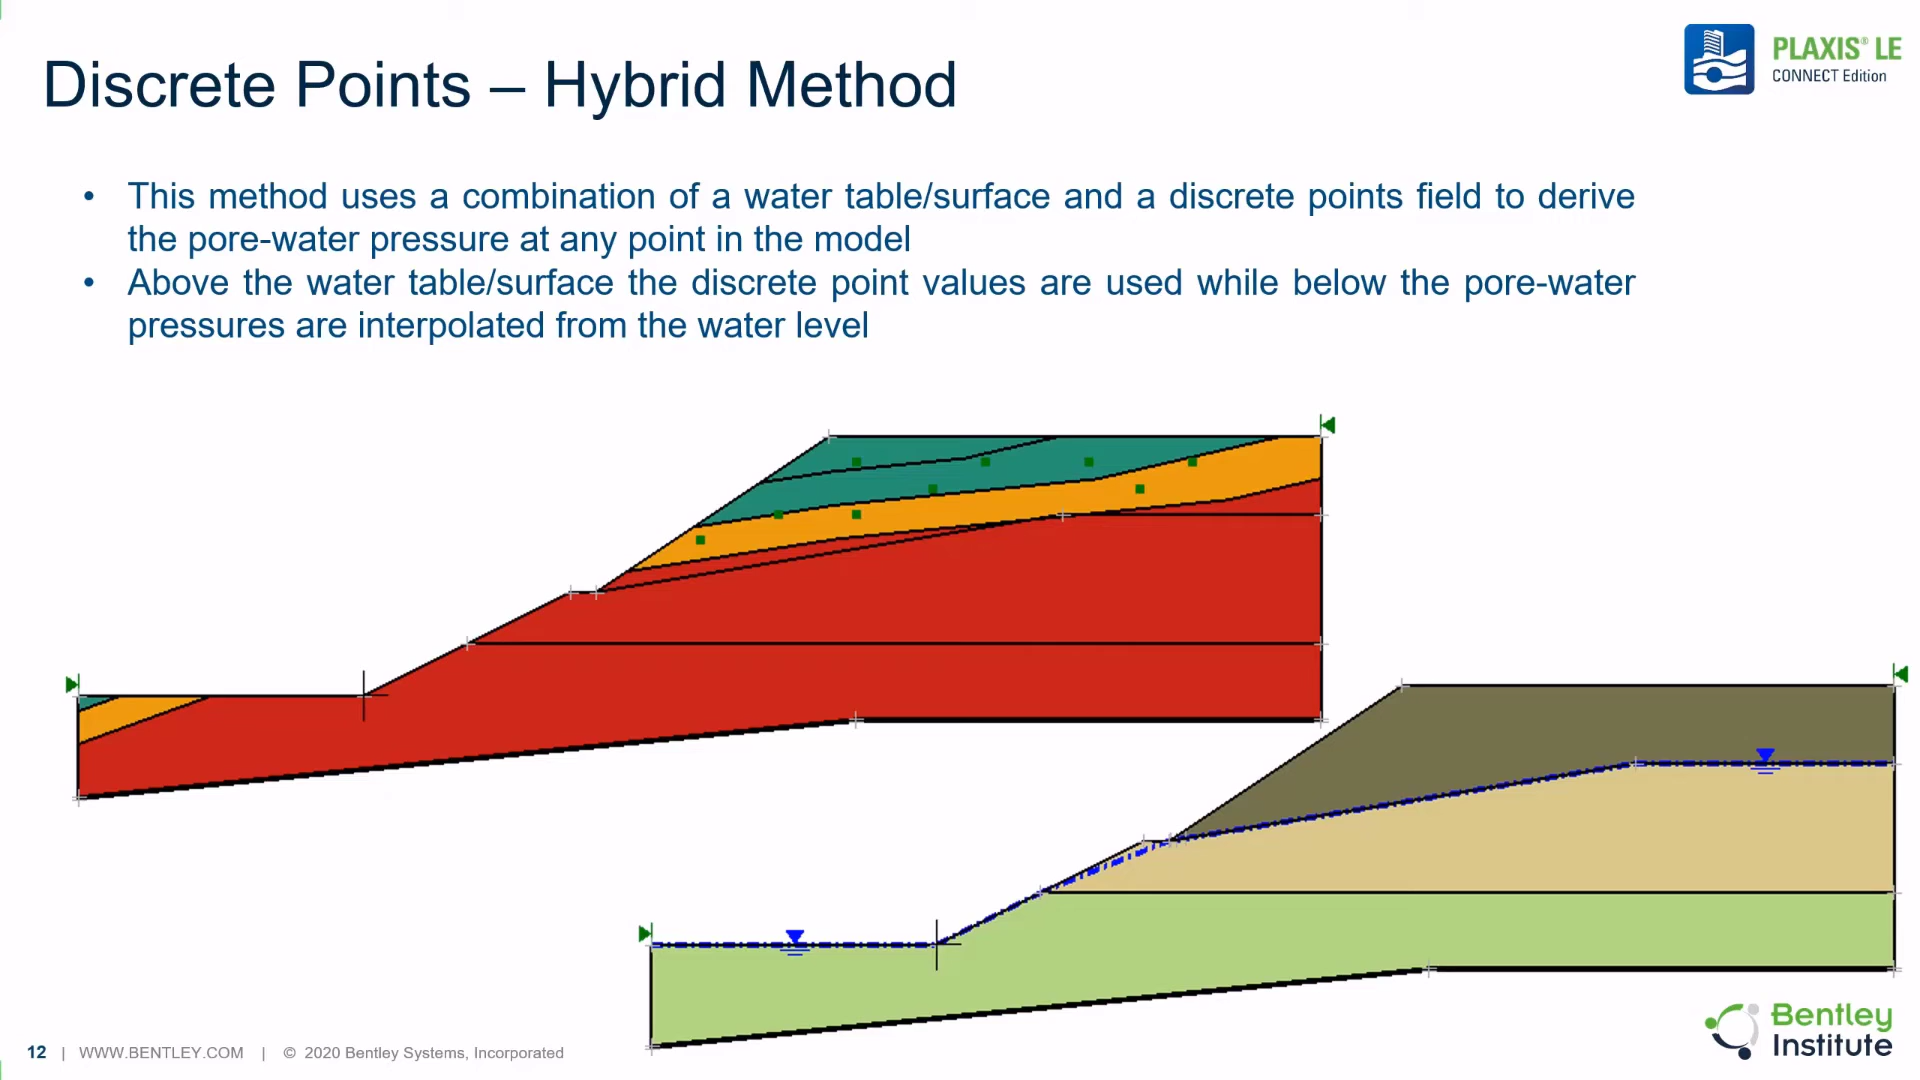 Discrete Points – Hybrid Method
PLAXIS® LE
CONNECT Edition
• This method uses a combination of a water table/surface and a discrete points field to derive
the pore-water pressure at any point in the model
• Above the water table/surface the discrete point values are used while below the pore-water
pressures are interpolated from the water level
12 | WWW.BENTLEY.COM | © 2020 Bentley Systems, Incorporated
Bentley
Institute